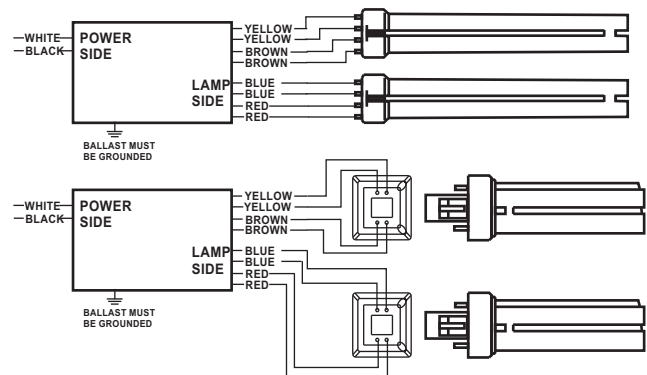 YELLOW
WHITE POWER YELLOW
BLACK SIDE BROWN
BROWN
LAMP BLUE
SIDE BLUE
RED
RED
BALLAST MUST
BE GROUNDED
YELLOW
WHITE POWER YELLOW
BLACK SIDE BROWN
BROWN
LAMP BLUE
SIDE BLUE
RED
RED
BALLAST MUST
BE GROUNDED